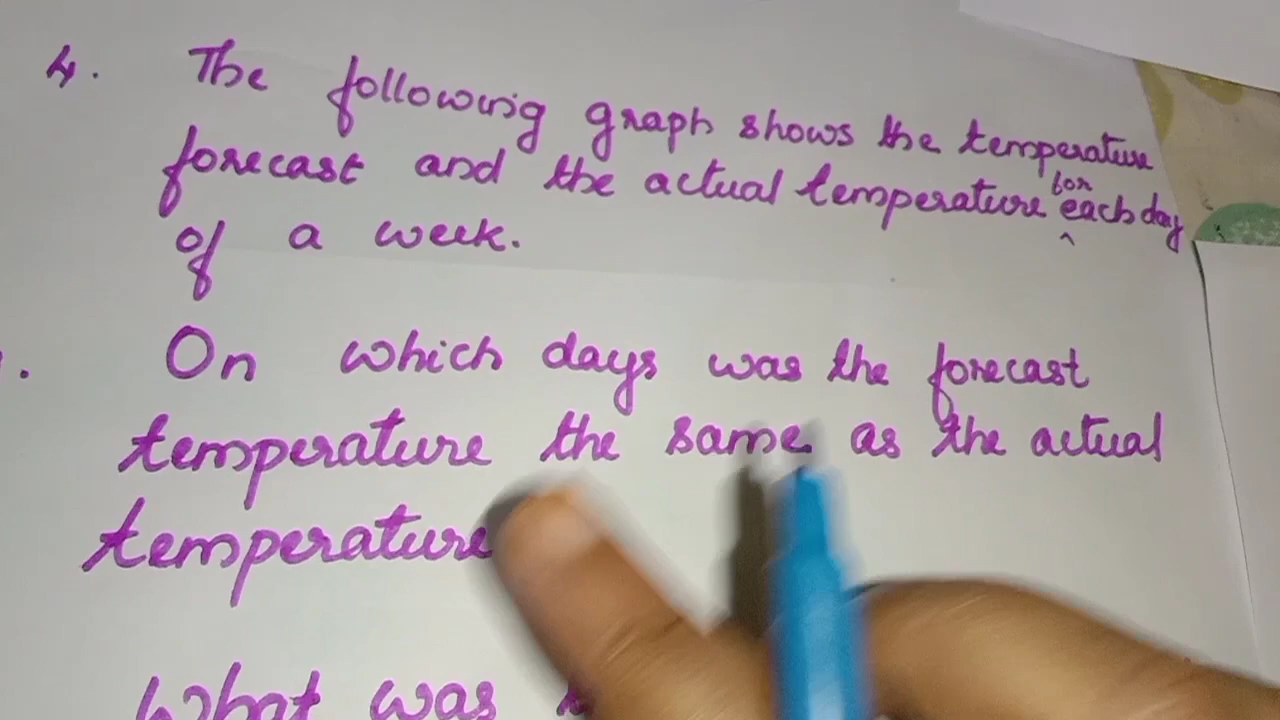 4. The following graph shows the temperature
forecast and the actual temperature for each day
of a week.
On which days was the forecast
temperature the same as the actual
temperature
What was